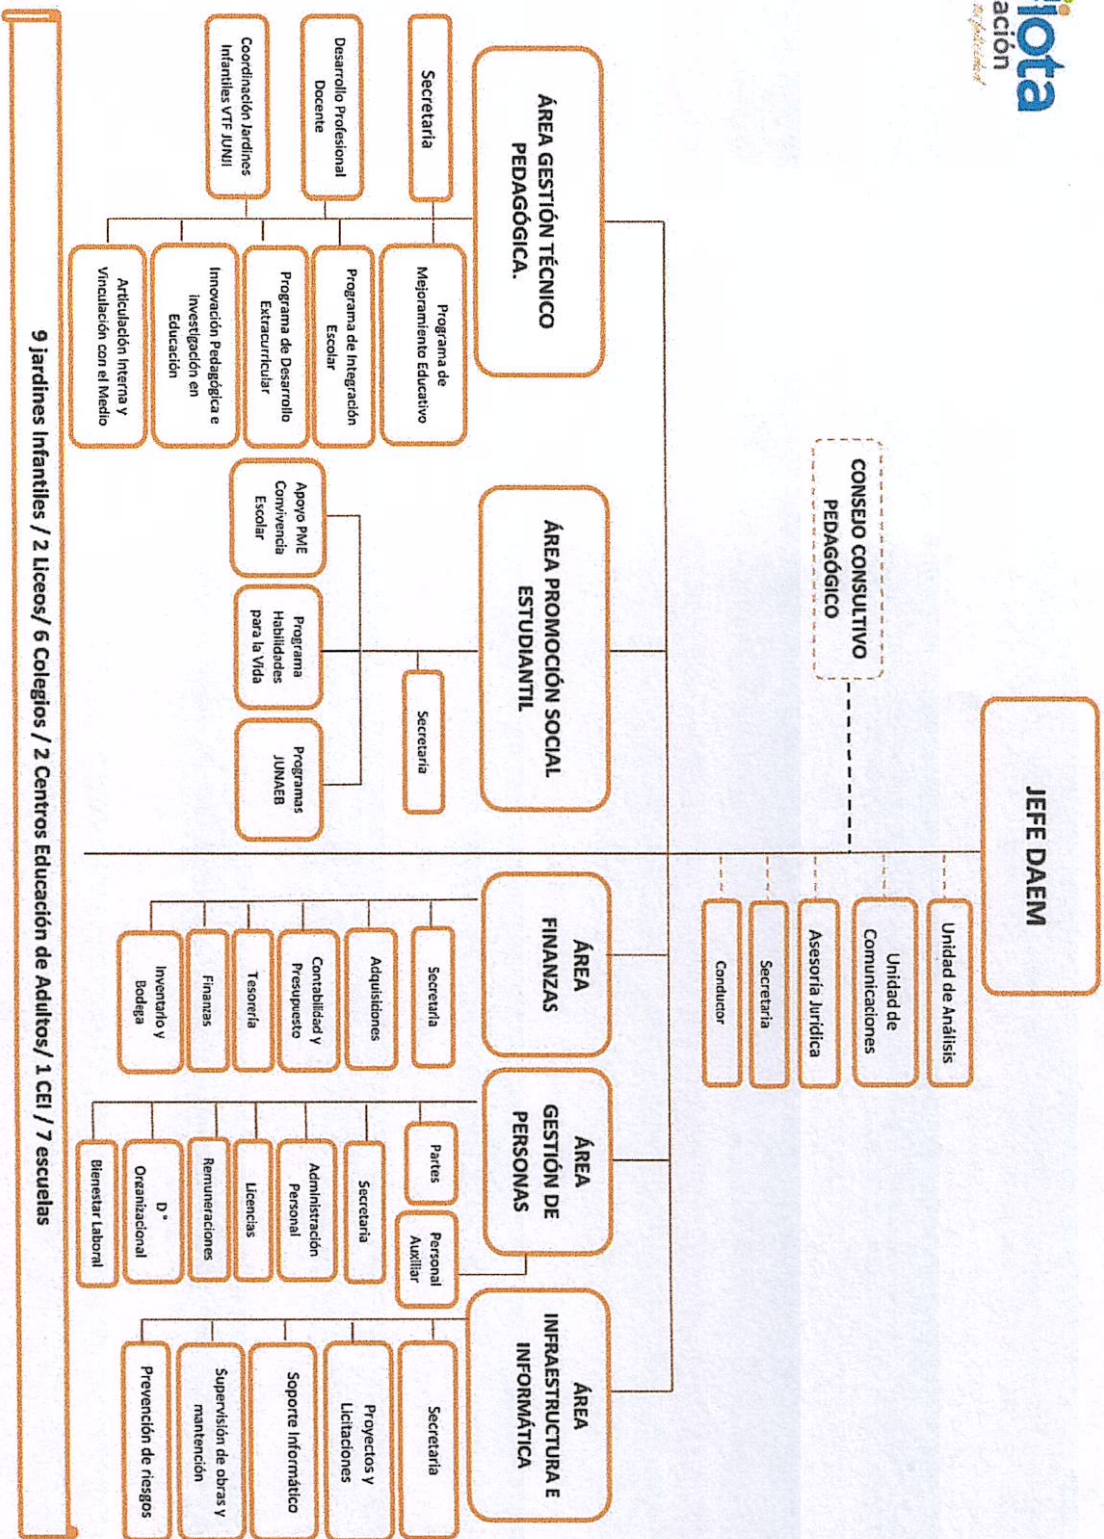 iota
ación
JEFE DAEM
Unidad de Análisis
Unidad de
Comunicaciones
Asesoría Jurídica
Secretaria
Conductor
CONSEJO CONSULTIVO
PEDAGÓGICO
ÁREA GESTIÓN TÉCNICO
PEDAGÓGICA.
Secretaria
Desarrollo Profesional
Docente
Coordinación Jardines
Infantiles VTF JUNJI
Programa de
Mejoramiento Educativo
Programa de Integración
Escolar
Programa de Desarrollo
Extracurricular
Innovación Pedagógica e
investigación en
Educación
Articulación Interna y
Vinculación con el Medio
ÁREA PROMOCIÓN SOCIAL
ESTUDIANTIL
Secretaria
Apoyo PME
Convivencia
Escolar
Programa
Habilidades
para la Vida
Programas
JUNAEB
ÁREA
FINANZAS
Secretaria
Adquisiciones
Contabilidad y
Presupuesto
Tesorería
Finanzas
Inventario y
Bodega
ÁREA
GESTIÓN DE
PERSONAS
Partes
Personal
Auxiliar
Secretaria
Administración
Personal
Licencias
Remuneraciones
D°
Organizacional
Bienestar Laboral
ÁREA
INFRAESTRUCTURA E
INFORMÁTICA
Secretaria
Proyectos y
Licitaciones
Soporte Informático
Supervisión de obras y
mantención
Prevención de riesgos
9 jardines Infantiles / 2 Liceos/ 6 Colegios / 2 Centros Educación de Adultos/ 1 CEI / 7 escuelas